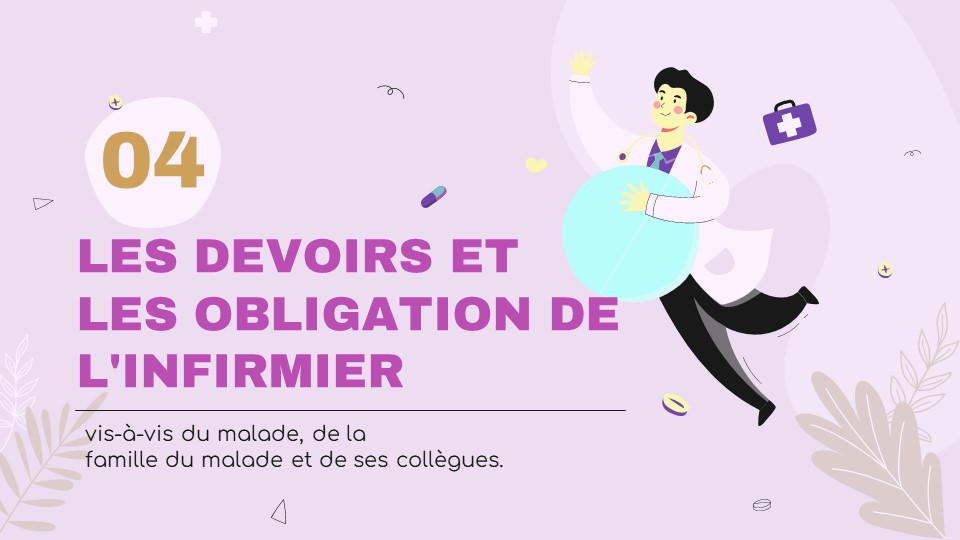 04
LES DEVOIRS ET
LES OBLIGATION DE
L'INFIRMIER
vis-à-vis du malade, de la
famille du malade et de ses collègues.